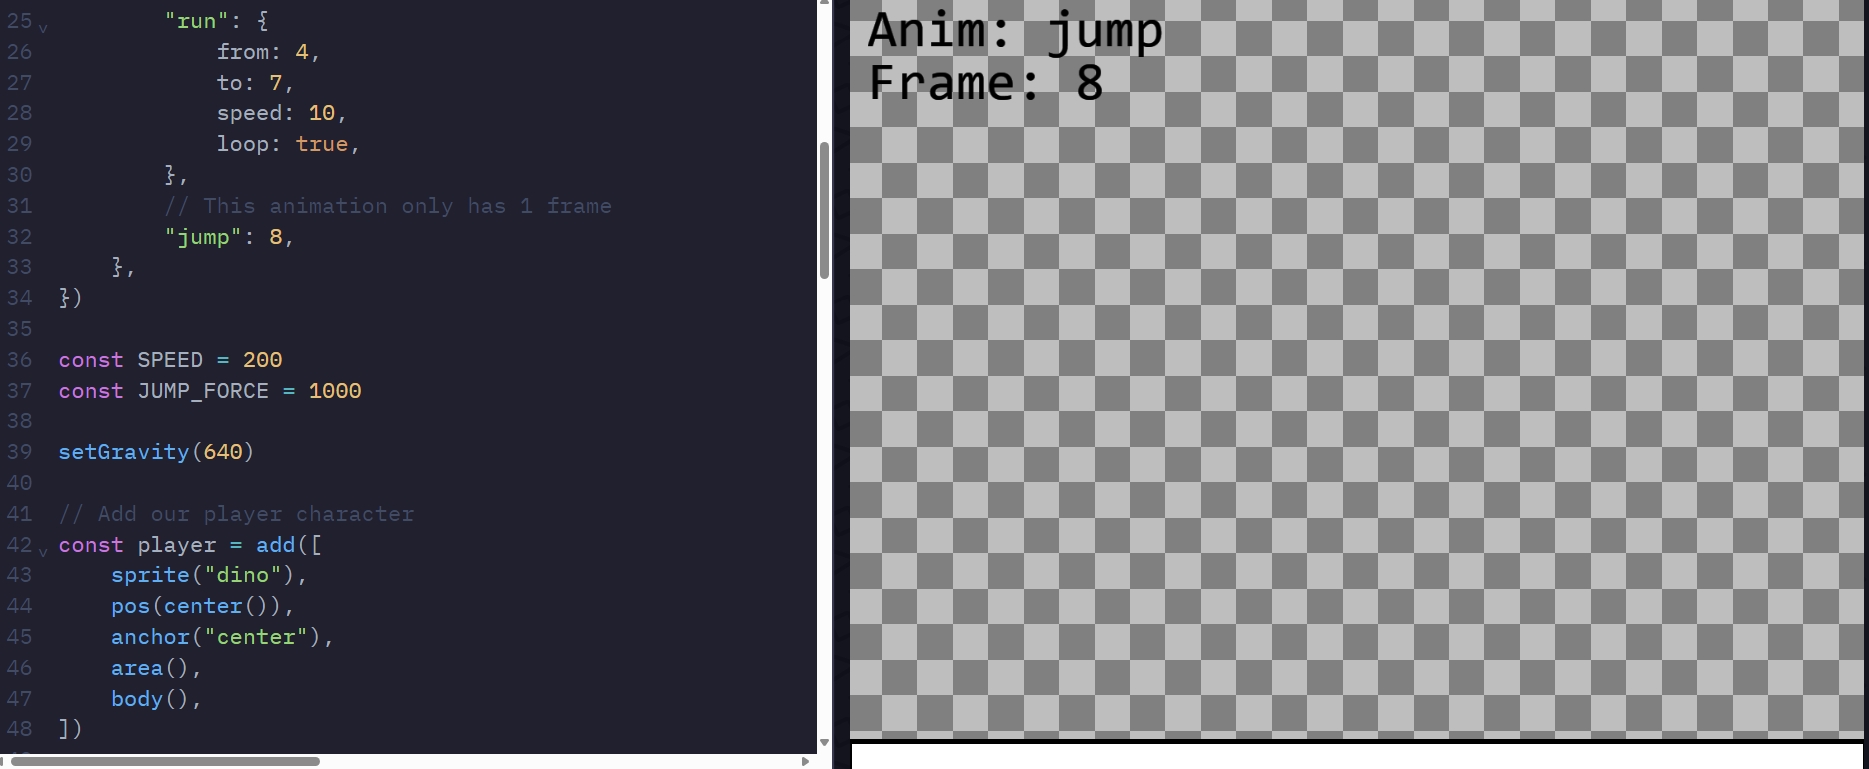 25 "run": {
26 from: 4,
27 to: 7,
28 speed: 10,
29 loop: true,
30 },
31 // This animation only has 1 frame
32 "jump": 8,
33 },
34 })
35
36 const SPEED = 200
37 const JUMP_FORCE = 1000
38
39 setGravity(640)
40
41 // Add our player character
42 const player = add([
43 sprite("dino"),
44 pos(center()),
45 anchor("center"),
46 area(),
47 body(),
48 ])
Anim: jump
Frame: 8